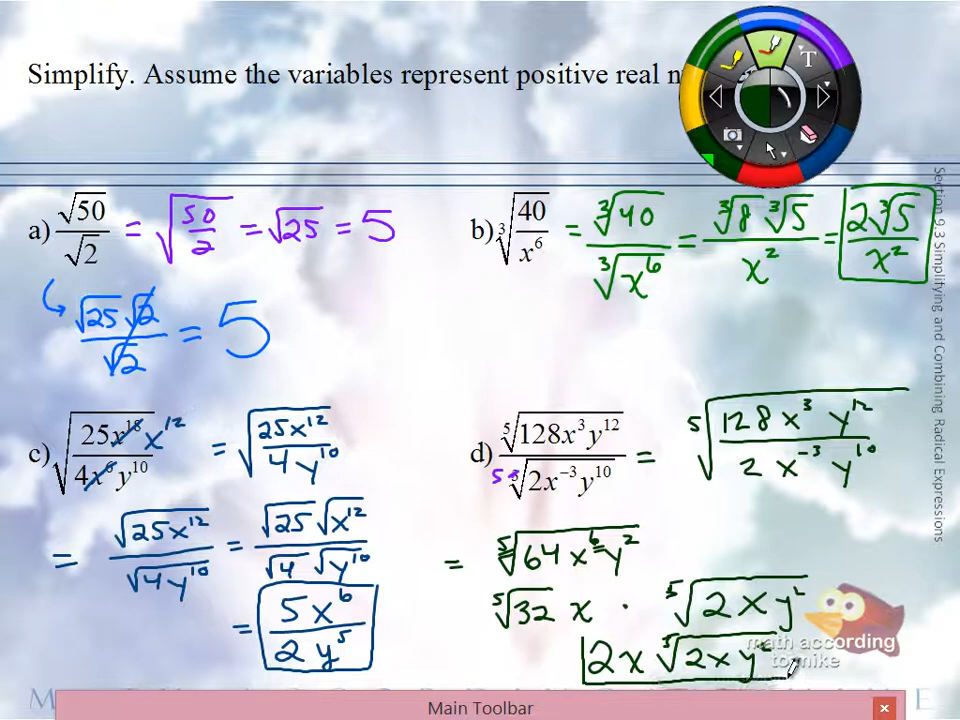 Simplify. Assume the variables represent positive real
a) √50/√2 = √(50/2) = √25 = 5
√25 √2/√2 = 5
b) ∛(40/x⁶) = ∛40/∛x⁶ = ∛8 ∛5/x² = 2∛5/x²
c) √(25x¹⁸/4x⁶y¹⁰) x¹² = √(25x¹²/4y¹⁰)
= √25x¹²/√4y¹⁰ = √25 √x¹²/√4 √y¹⁰
= 5x⁶/2y⁵
d) ⁵√128x³y¹²/⁵√2x⁻³y¹⁰ = ⁵√(128x³y¹²/2x⁻³y¹⁰)
5
= ⁵√64x⁶y²
⁵√32 x · ⁵√2xy²
2x ⁵√2xy²
Section 9.3 Simplifying and Combining Radical Expressions
T
math according
to mike
Main Toolbar